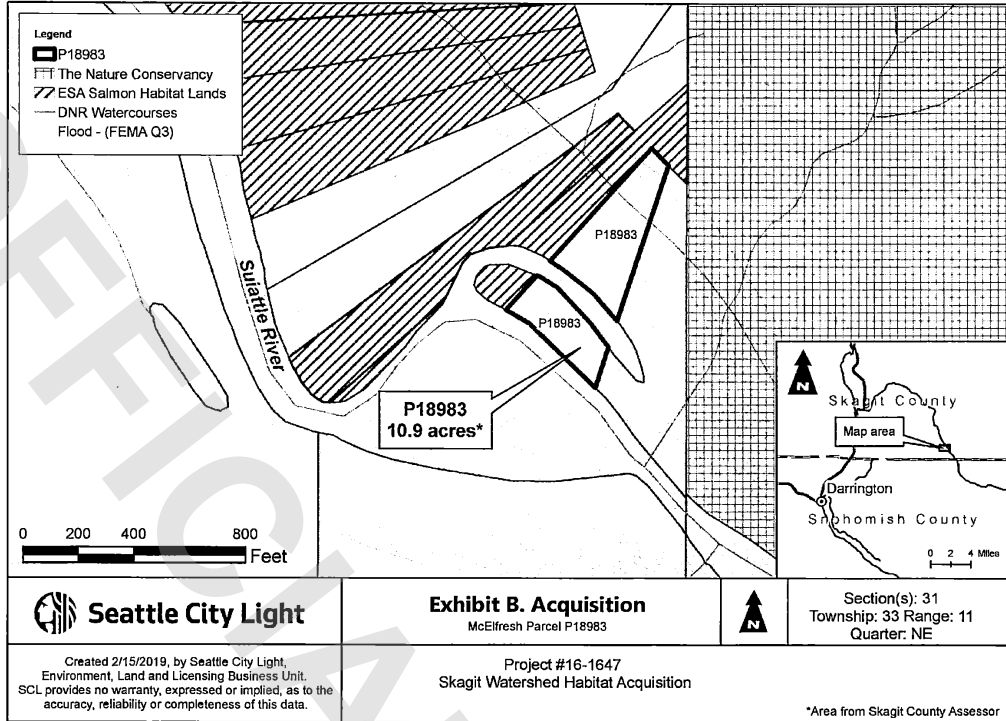 Legend
P18983
The Nature Conservancy
ESA Salmon Habitat Lands
DNR Watercourses
Flood - (FEMA Q3)
Suiattle River
P18983
P18983
P18983
10.9 acres*
0 200 400 800
Feet
N
Skagit County
Map area
Darrington
Snohomish County
0 2 4 Miles
Seattle City Light
Exhibit B. Acquisition
McElfresh Parcel P18983
N
Section(s): 31
Township: 33 Range: 11
Quarter: NE
Created 2/15/2019, by Seattle City Light,
Environment, Land and Licensing Business Unit.
SCL provides no warranty, expressed or implied, as to the
accuracy, reliability or completeness of this data.
Project #16-1647
Skagit Watershed Habitat Acquisition
*Area from Skagit County Assessor